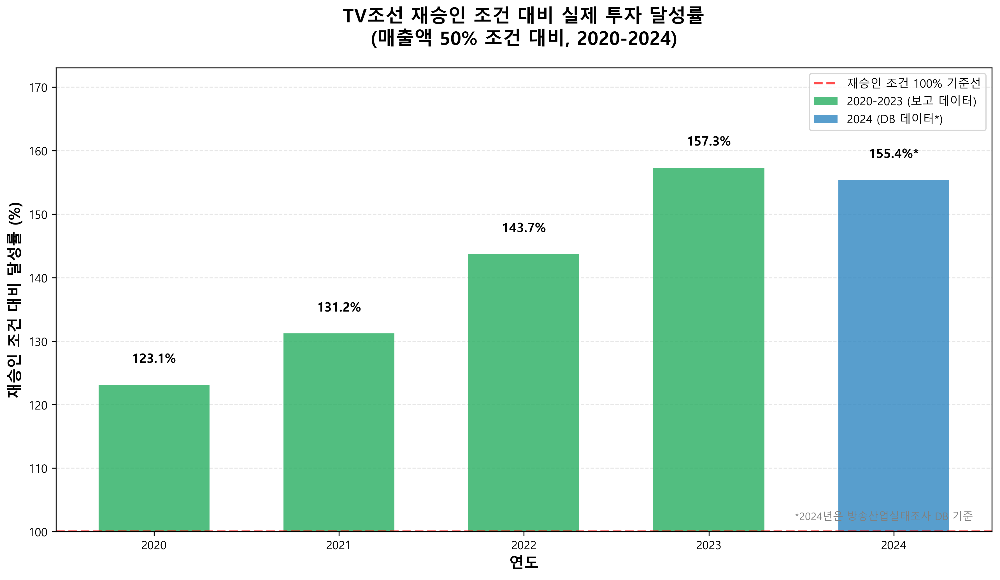 TV조선 재승인 조건 대비 실제 투자 달성률
(매출액 50% 조건 대비, 2020-2024)
재승인 조건 100% 기준선
2020-2023 (보고 데이터)
2024 (DB 데이터*)
재승인 조건 대비 달성률 (%)
170
160
150
140
130
120
110
100
123.1%
131.2%
143.7%
157.3%
155.4%*
*2024년은 방송산업실태조사 DB 기준
2020
2021
2022
2023
2024
연도